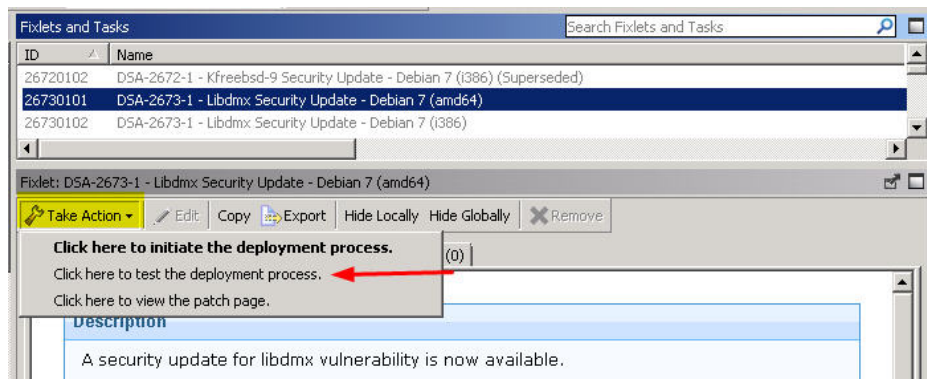 Fixlets and Tasks
Search Fixlets and Tasks
ID Name
26720102 DSA-2672-1 - Kfreebsd-9 Security Update - Debian 7 (i386) (Superseded)
26730101 DSA-2673-1 - Libdmx Security Update - Debian 7 (amd64)
26730102 DSA-2673-1 - Libdmx Security Update - Debian 7 (i386)
Fixlet: DSA-2673-1 - Libdmx Security Update - Debian 7 (amd64)
Take Action Edit Copy Export Hide Locally Hide Globally Remove
Click here to initiate the deployment process.
(0)
Click here to test the deployment process.
Click here to view the patch page.
Description
A security update for libdmx vulnerability is now available.